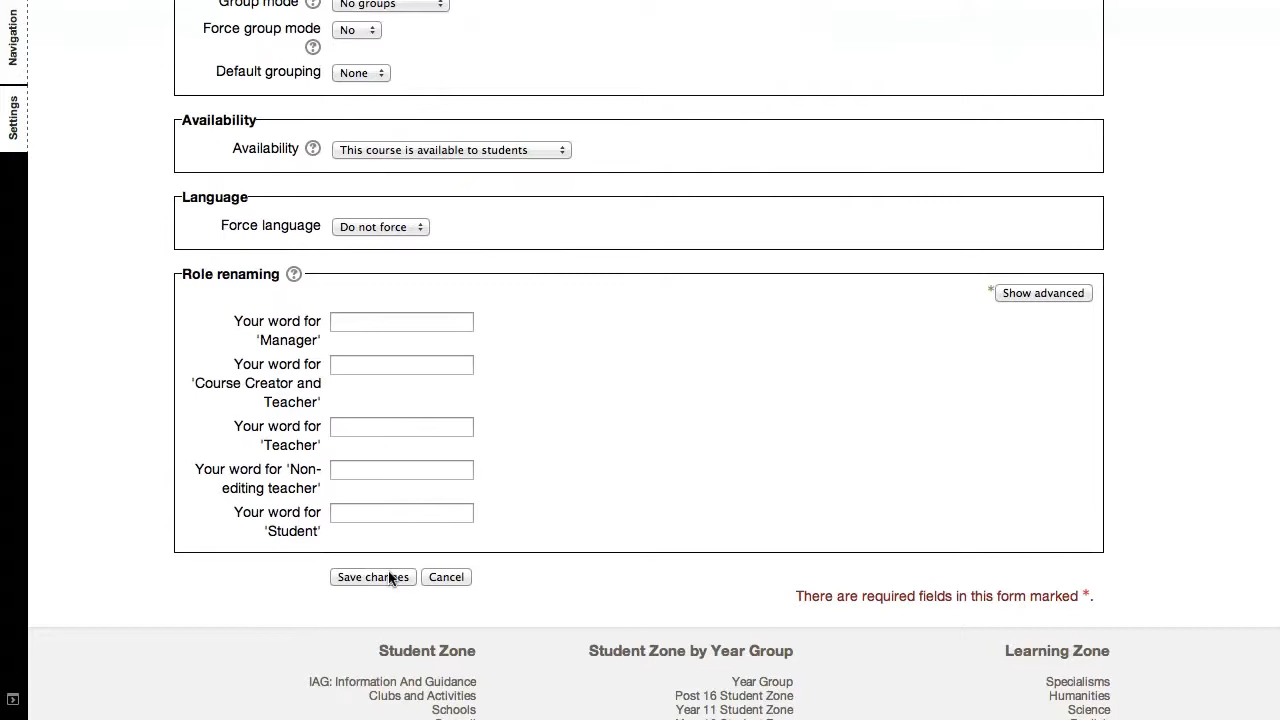 Navigation
Settings
Group mode
No groups
Force group mode
No
Default grouping
None
Availability
Availability
This course is available to students
Language
Force language
Do not force
Role renaming
* Show advanced
Your word for
'Manager'
Your word for
'Course Creator and
Teacher'
Your word for
'Teacher'
Your word for 'Non-
editing teacher'
Your word for
'Student'
Save changes Cancel
There are required fields in this form marked *.
Student Zone
IAG: Information And Guidance
Clubs and Activities
Schools
Student Zone by Year Group
Year Group
Post 16 Student Zone
Year 11 Student Zone
Learning Zone
Specialisms
Humanities
Science